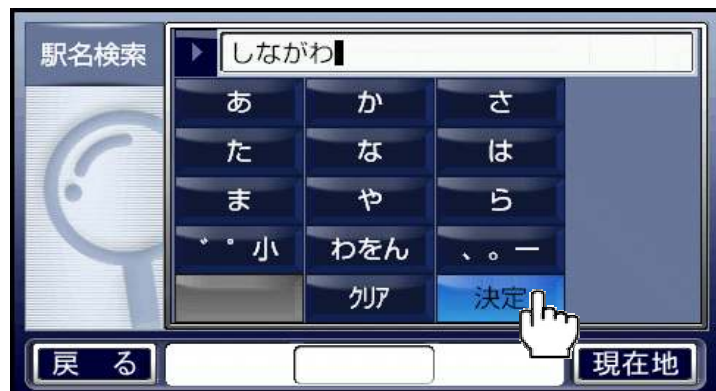 駅名検索
しながわ
あ か さ
た な は
ま や ら
゛゜小 わをん 、。ー
クリア 決定
戻る 現在地